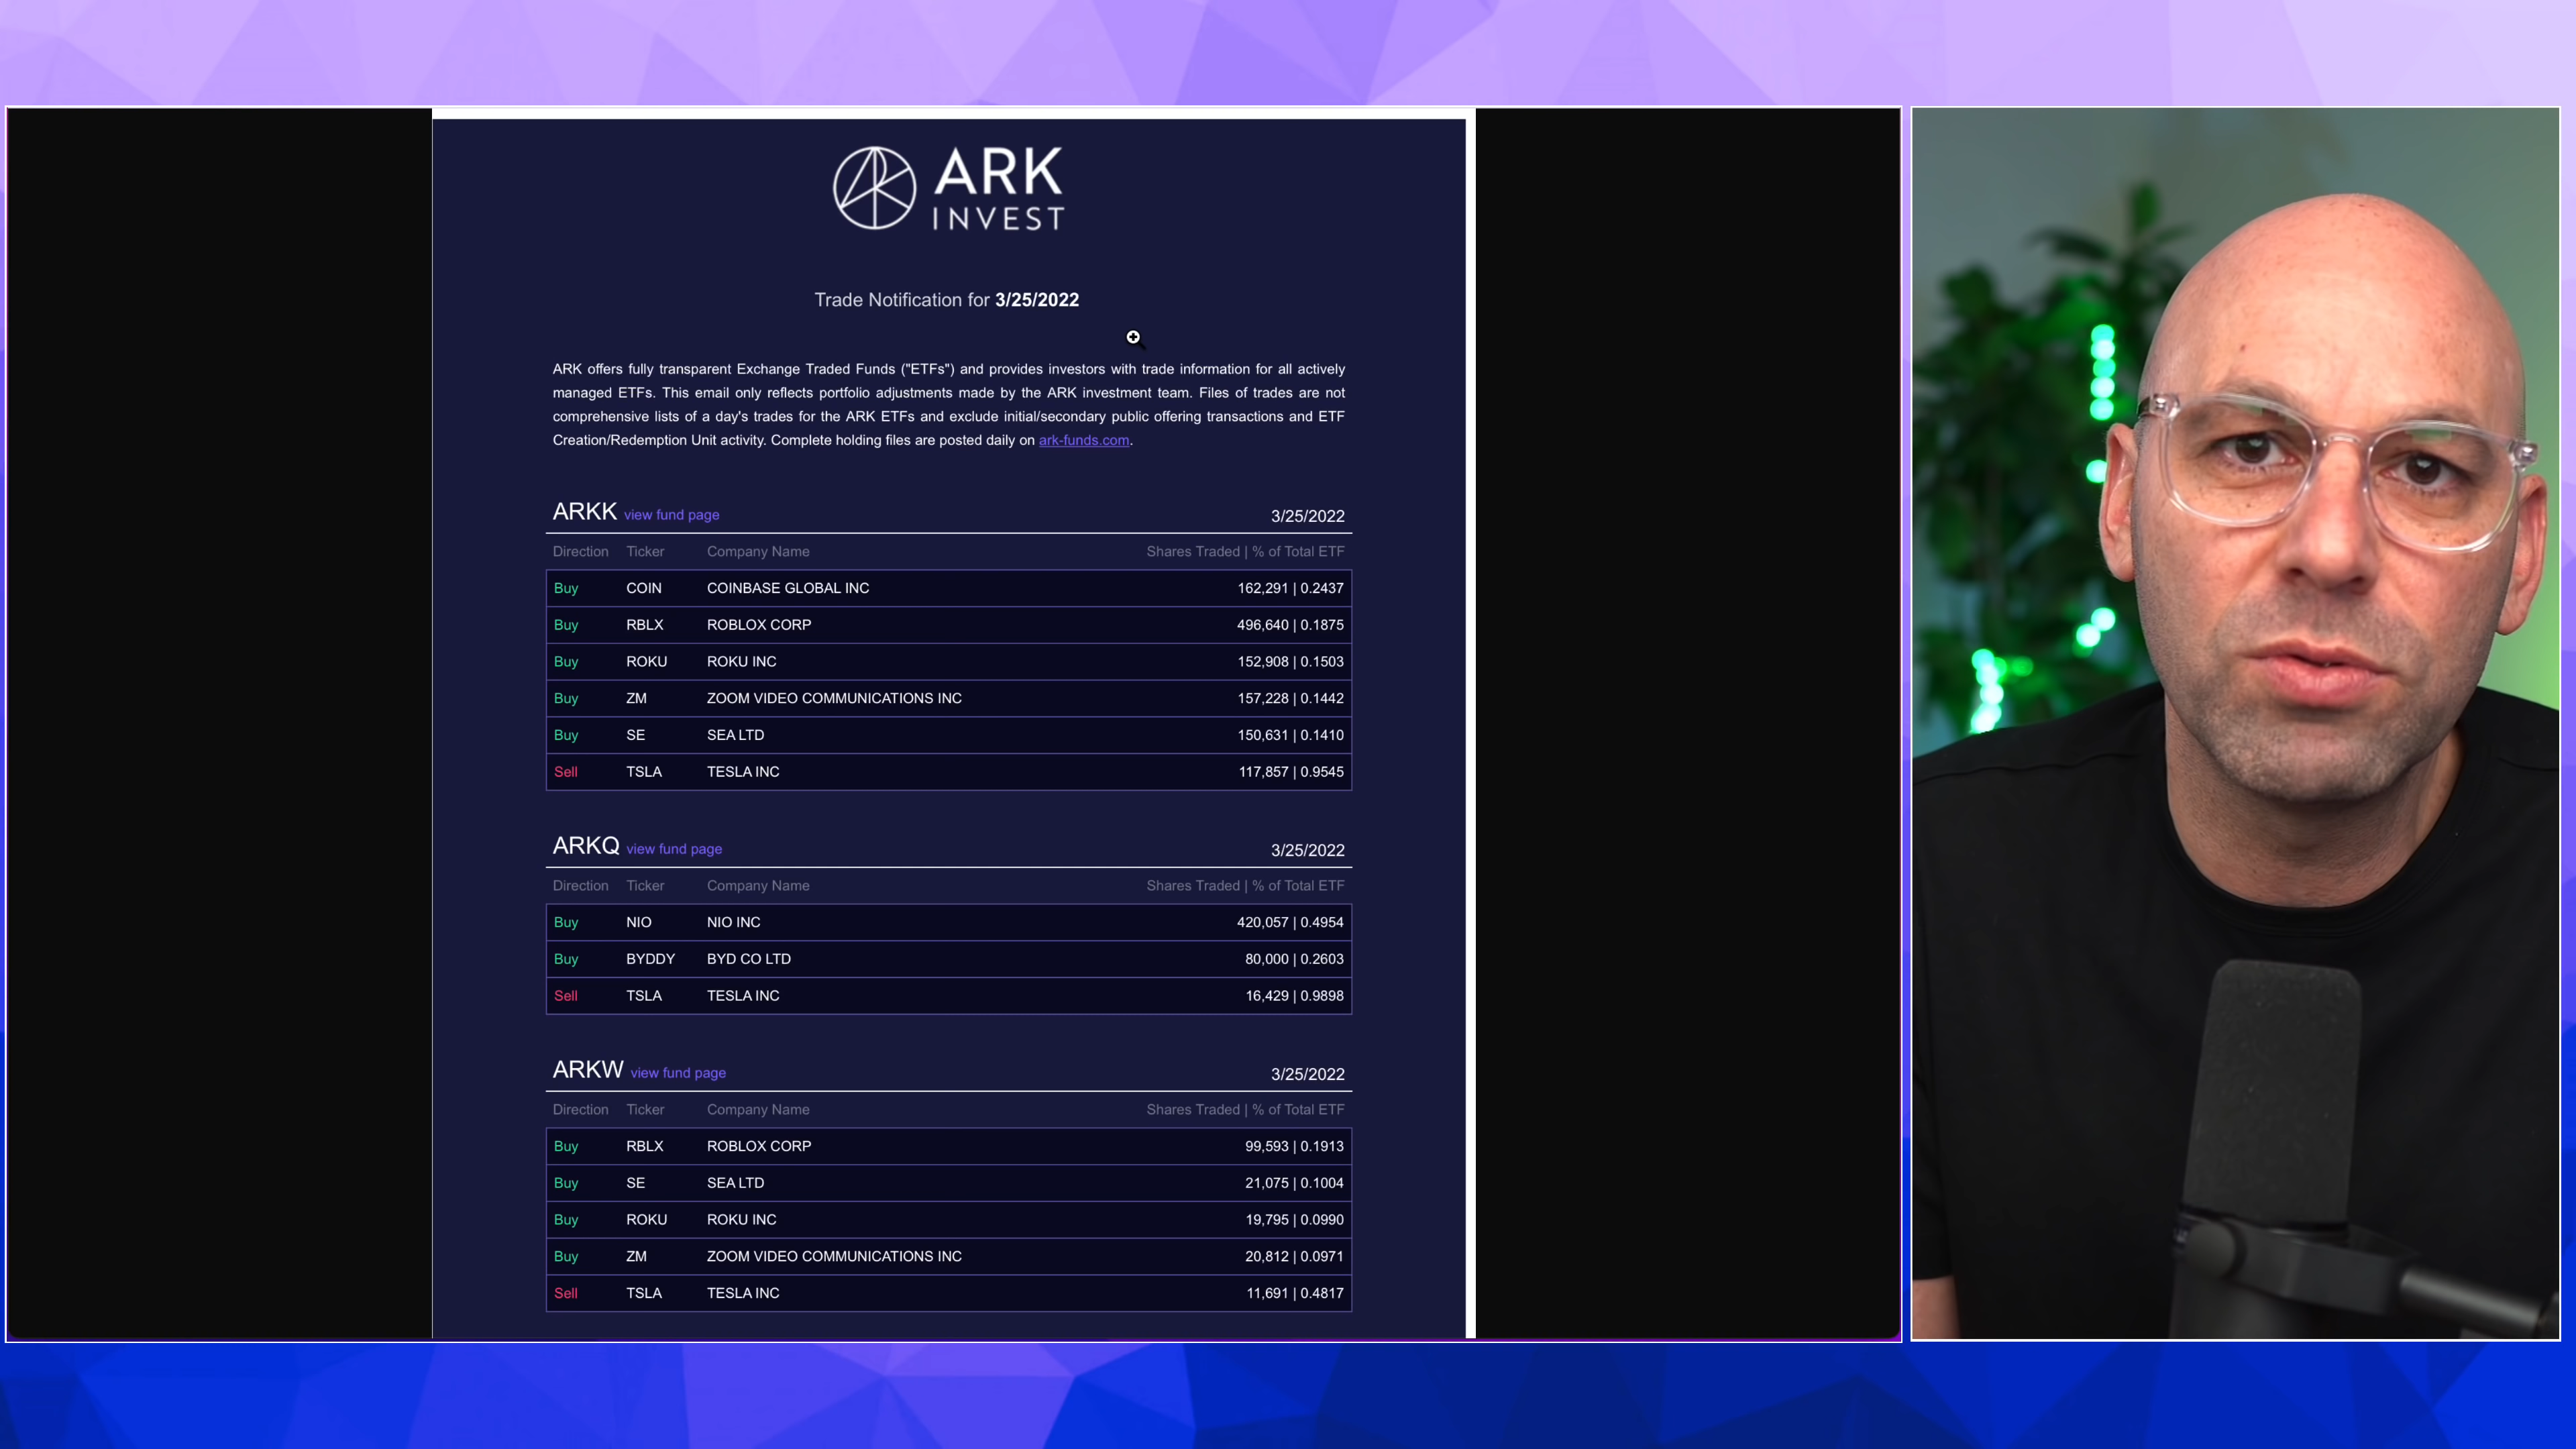 ARK
INVEST
Trade Notification for 3/25/2022
ARK offers fully transparent Exchange Traded Funds ("ETFs") and provides investors with trade information for all actively
managed ETFs. This email only reflects portfolio adjustments made by the ARK investment team. Files of trades are not
comprehensive lists of a day's trades for the ARK ETFs and exclude initial/secondary public offering transactions and ETF
Creation/Redemption Unit activity. Complete holding files are posted daily on ark-funds.com.
ARKK view fund page 3/25/2022
Direction Ticker Company Name Shares Traded | % of Total ETF
Buy COIN COINBASE GLOBAL INC 162,291 | 0.2437
Buy RBLX ROBLOX CORP 496,640 | 0.1875
Buy ROKU ROKU INC 152,908 | 0.1503
Buy ZM ZOOM VIDEO COMMUNICATIONS INC 157,228 | 0.1442
Buy SE SEA LTD 150,631 | 0.1410
Sell TSLA TESLA INC 117,857 | 0.9545
ARKQ view fund page 3/25/2022
Direction Ticker Company Name Shares Traded | % of Total ETF
Buy NIO NIO INC 420,057 | 0.4954
Buy BYDDY BYD CO LTD 80,000 | 0.2603
Sell TSLA TESLA INC 16,429 | 0.9898
ARKW view fund page 3/25/2022
Direction Ticker Company Name Shares Traded | % of Total ETF
Buy RBLX ROBLOX CORP 99,593 | 0.1913
Buy SE SEA LTD 21,075 | 0.1004
Buy ROKU ROKU INC 19,795 | 0.0990
Buy ZM ZOOM VIDEO COMMUNICATIONS INC 20,812 | 0.0971
Sell TSLA TESLA INC 11,691 | 0.4817